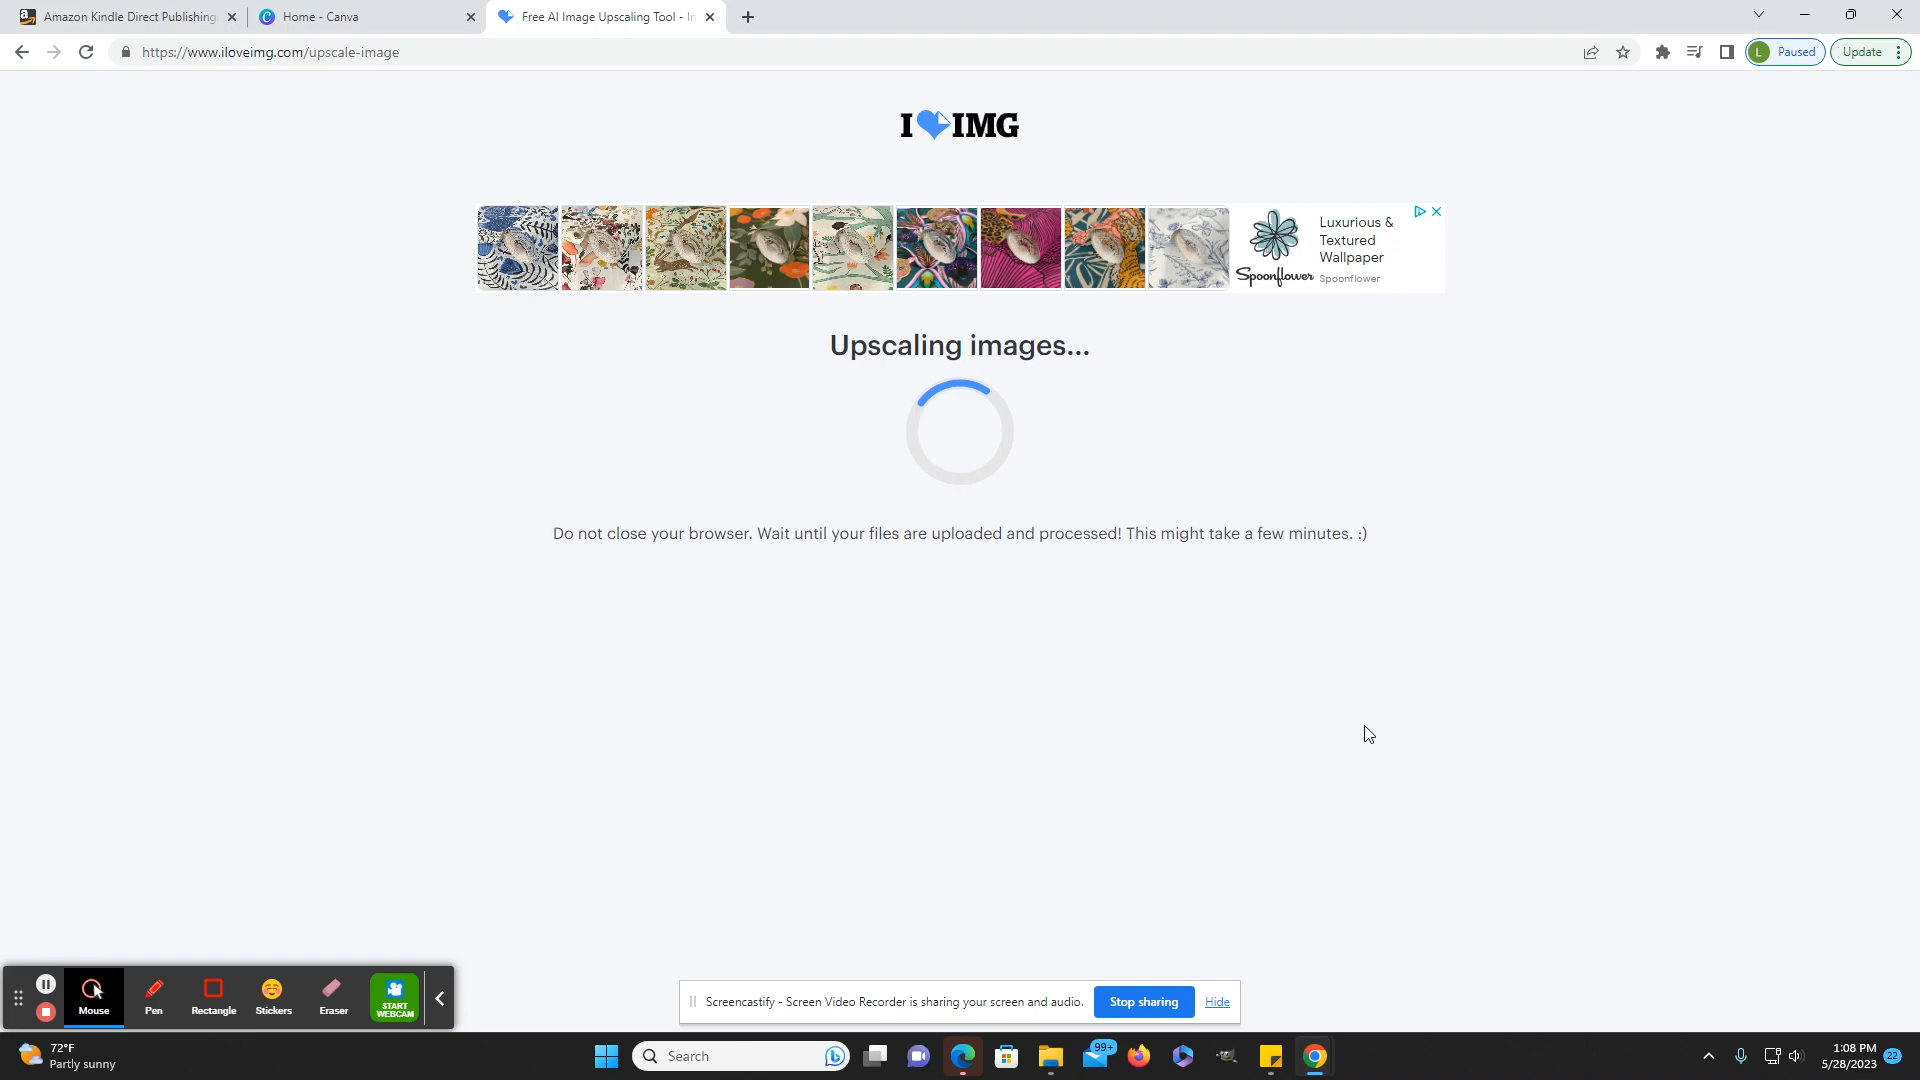 Amazon Kindle Direct Publishing
Home - Canva
Free AI Image Upscaling Tool - In
https://www.iloveimg.com/upscale-image
L Paused
Update
I IMG
Luxurious &
Textured
Wallpaper
Spoonflower
Spoonflower
Upscaling images...
Do not close your browser. Wait until your files are uploaded and processed! This might take a few minutes. :)
Mouse
Pen
Rectangle
Stickers
Eraser
START
WEBCAM
Screencastify - Screen Video Recorder is sharing your screen and audio.
Stop sharing
Hide
72°F
Partly sunny
Search
99+
1:08 PM
5/28/2023
22